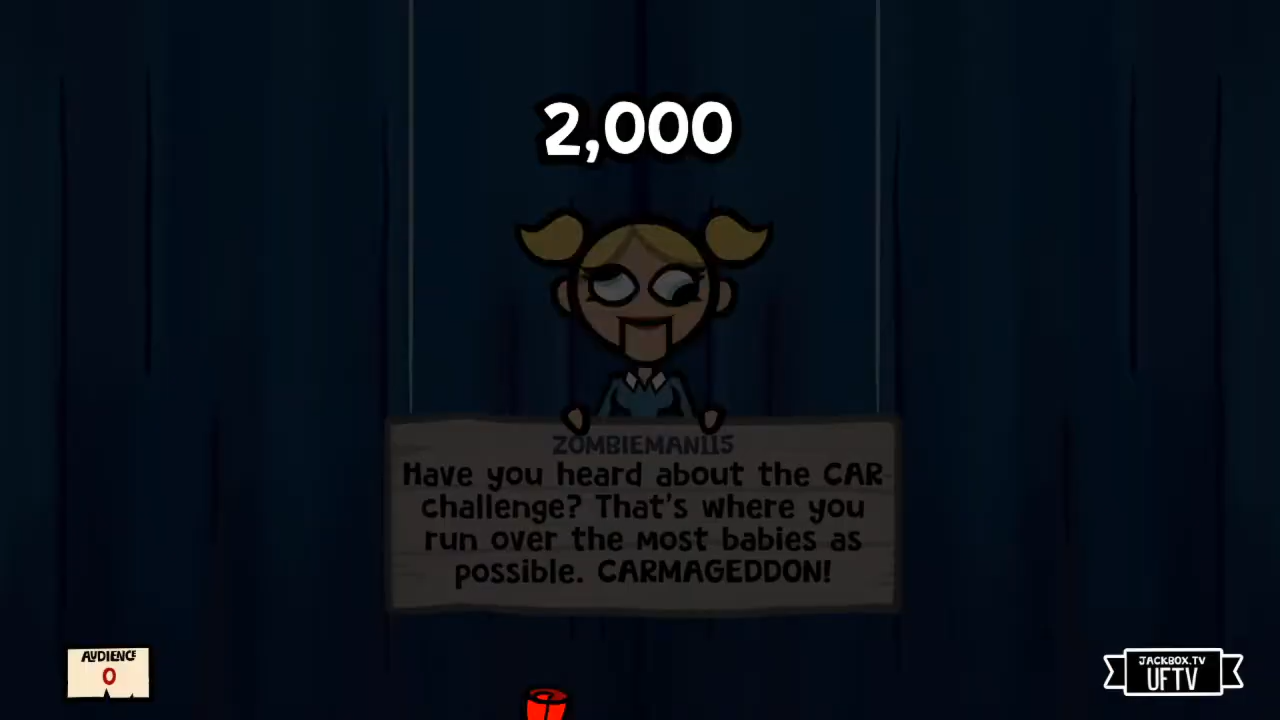 2,000
ZOMBIEMAN115
Have you heard about the CAR
challenge? That's where you
run over the most babies as
possible. CARMAGEDDON!
AUDIENCE
0
JACKBOX.TV
UFTV